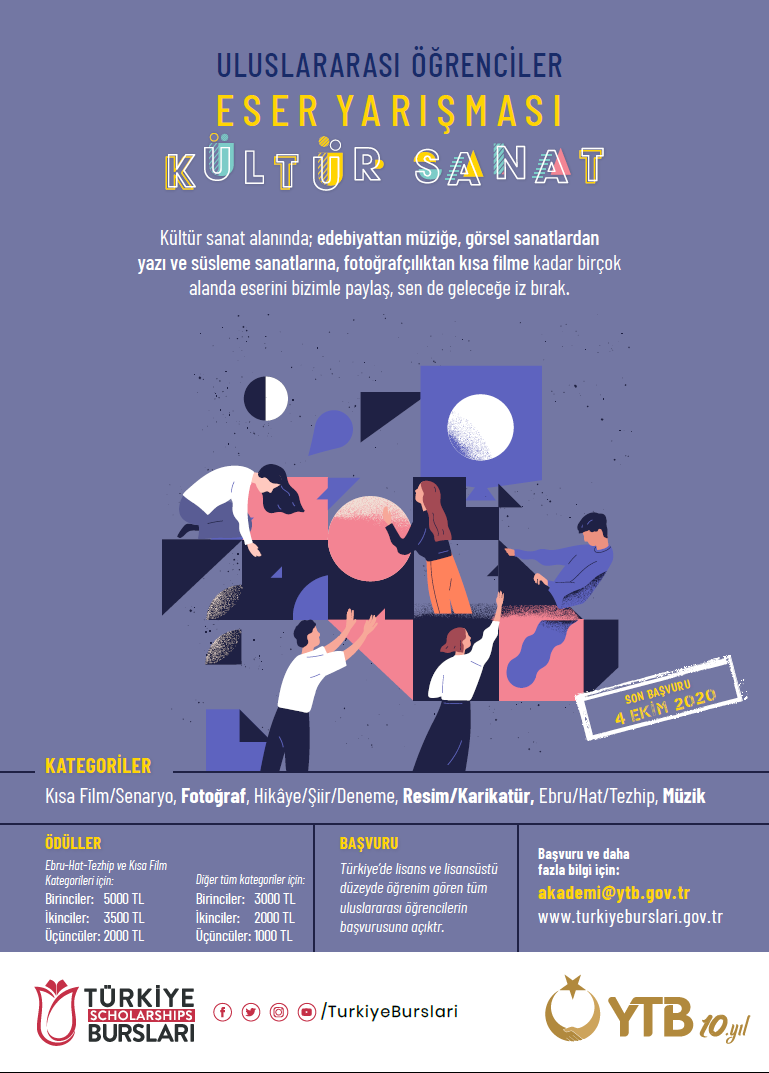 ULUSLARARASI ÖĞRENCİLER
ESER YARIŞMASI
KÜLTÜR SANAT
Kültür sanat alanında; edebiyattan müziğe, görsel sanatlardan
yazı ve süsleme sanatlarına, fotoğrafçılıktan kısa filme kadar birçok
alanda eserini bizimle paylaş, sen de geleceğe iz bırak.
SON BAŞVURU
4 EKİM 2020
KATEGORİLER
Kısa Film/Senaryo, Fotoğraf, Hikâye/Şiir/Deneme, Resim/Karikatür, Ebru/Hat/Tezhip, Müzik
ÖDÜLLER
Ebru-Hat-Tezhip ve Kısa Film
Kategorileri için:
Birinciler: 5000 TL
İkinciler: 3500 TL
Üçüncüler: 2000 TL
Diğer tüm kategoriler için:
Birinciler: 3000 TL
İkinciler: 2000 TL
Üçüncüler: 1000 TL
BAŞVURU
Türkiye'de lisans ve lisansüstü
düzeyde öğrenim gören tüm
uluslararası öğrencilerin
başvurusuna açıktır.
Başvuru ve daha
fazla bilgi için:
akademi@ytb.gov.tr
www.turkiyeburslari.gov.tr
TÜRKİYE
SCHOLARSHIPS
BURSLARI
/TurkiyeBurslari
YTB 10.yıl